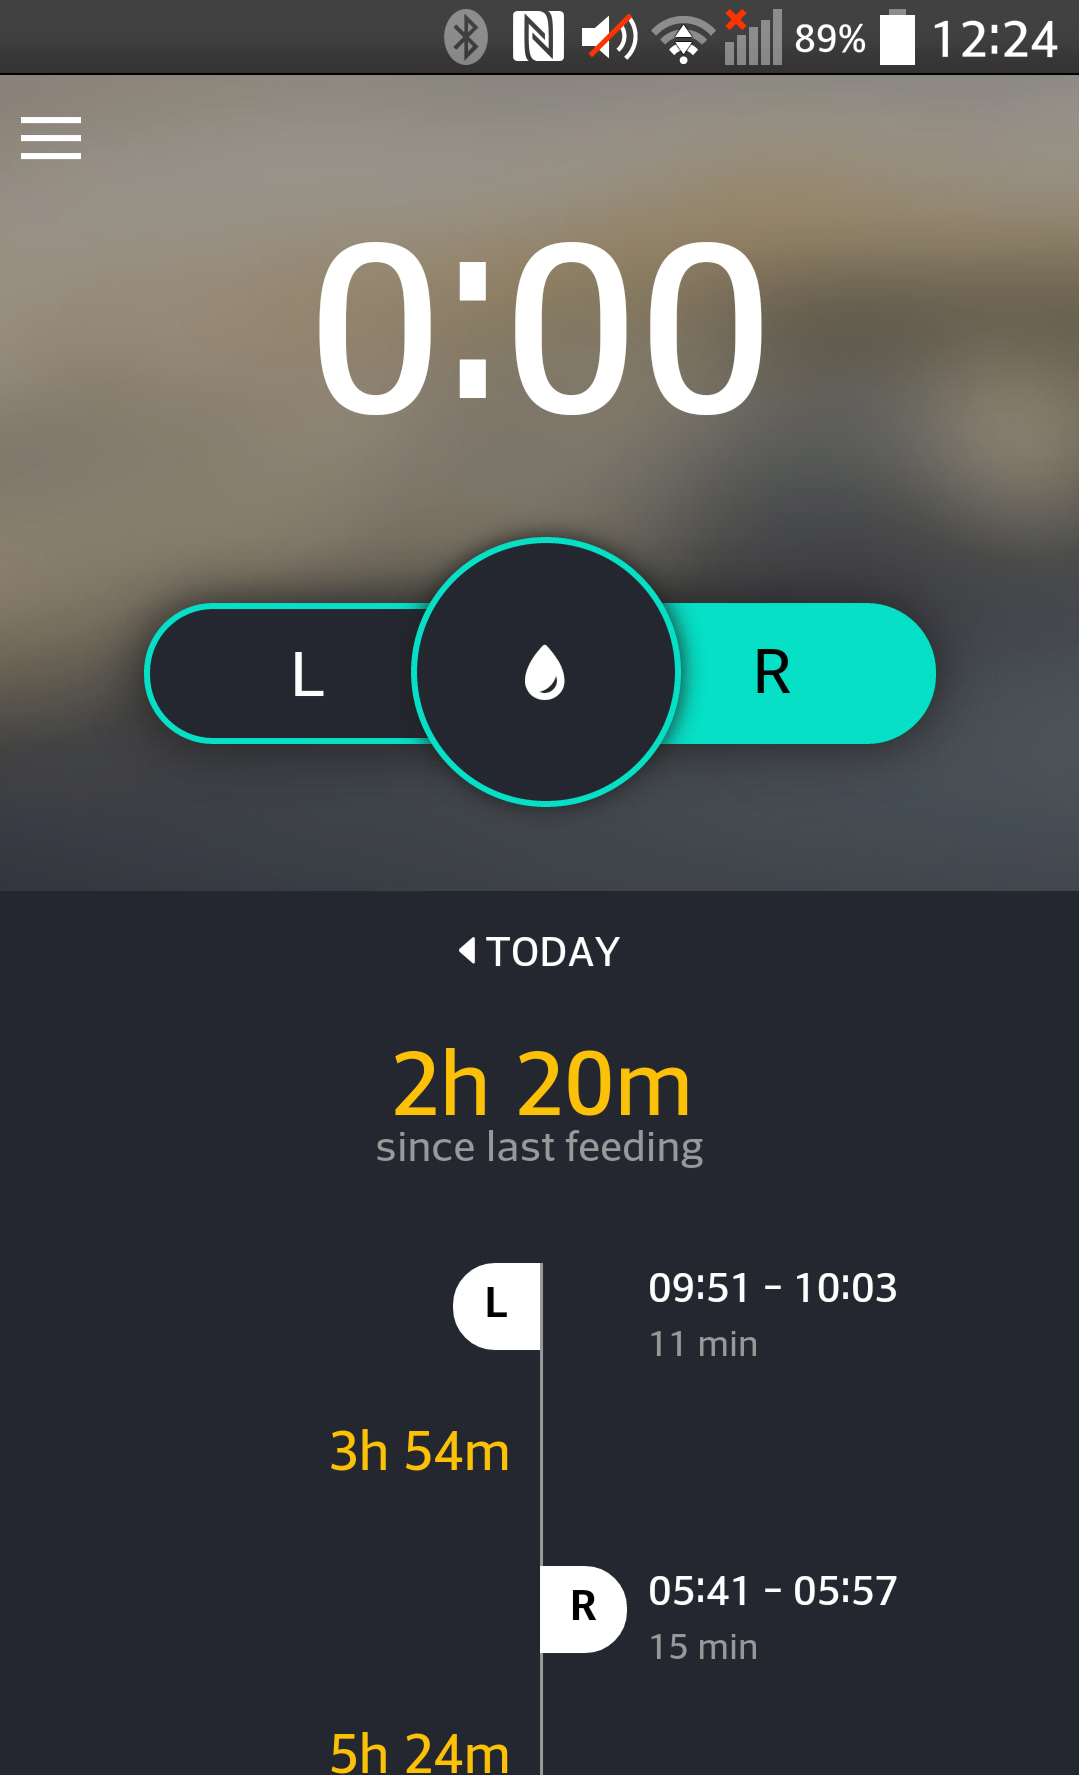 89% 12:24
0:00
L R
TODAY
2h 20m
since last feeding
L 09:51 - 10:03
11 min
3h 54m
R 05:41 - 05:57
15 min
5h 24m